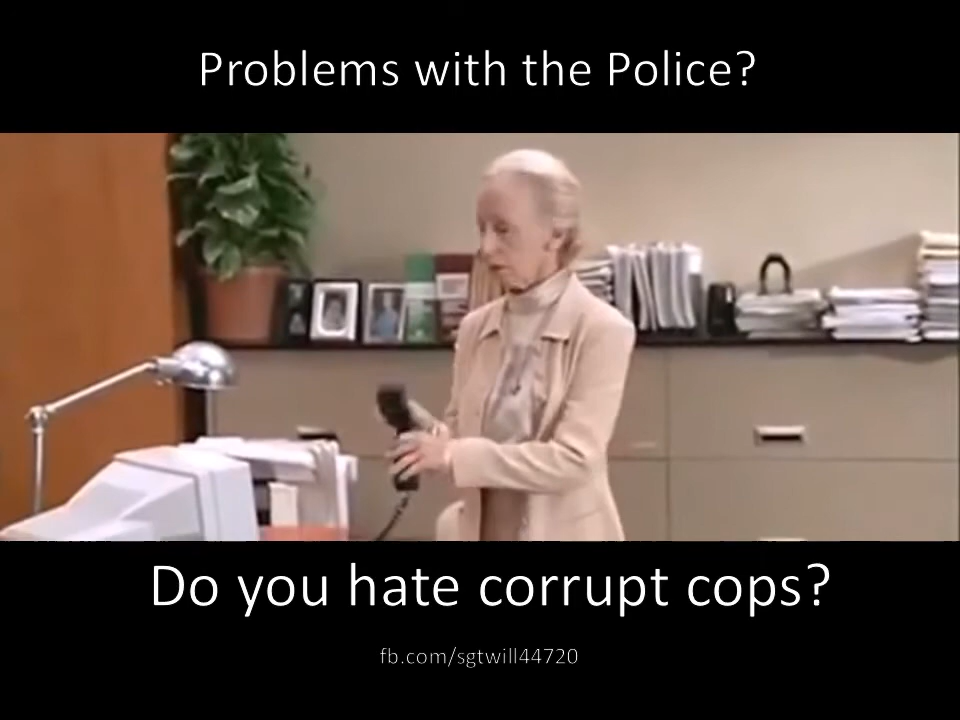 Problems with the Police?
Do you hate corrupt cops?
fb.com/sgtwill44720